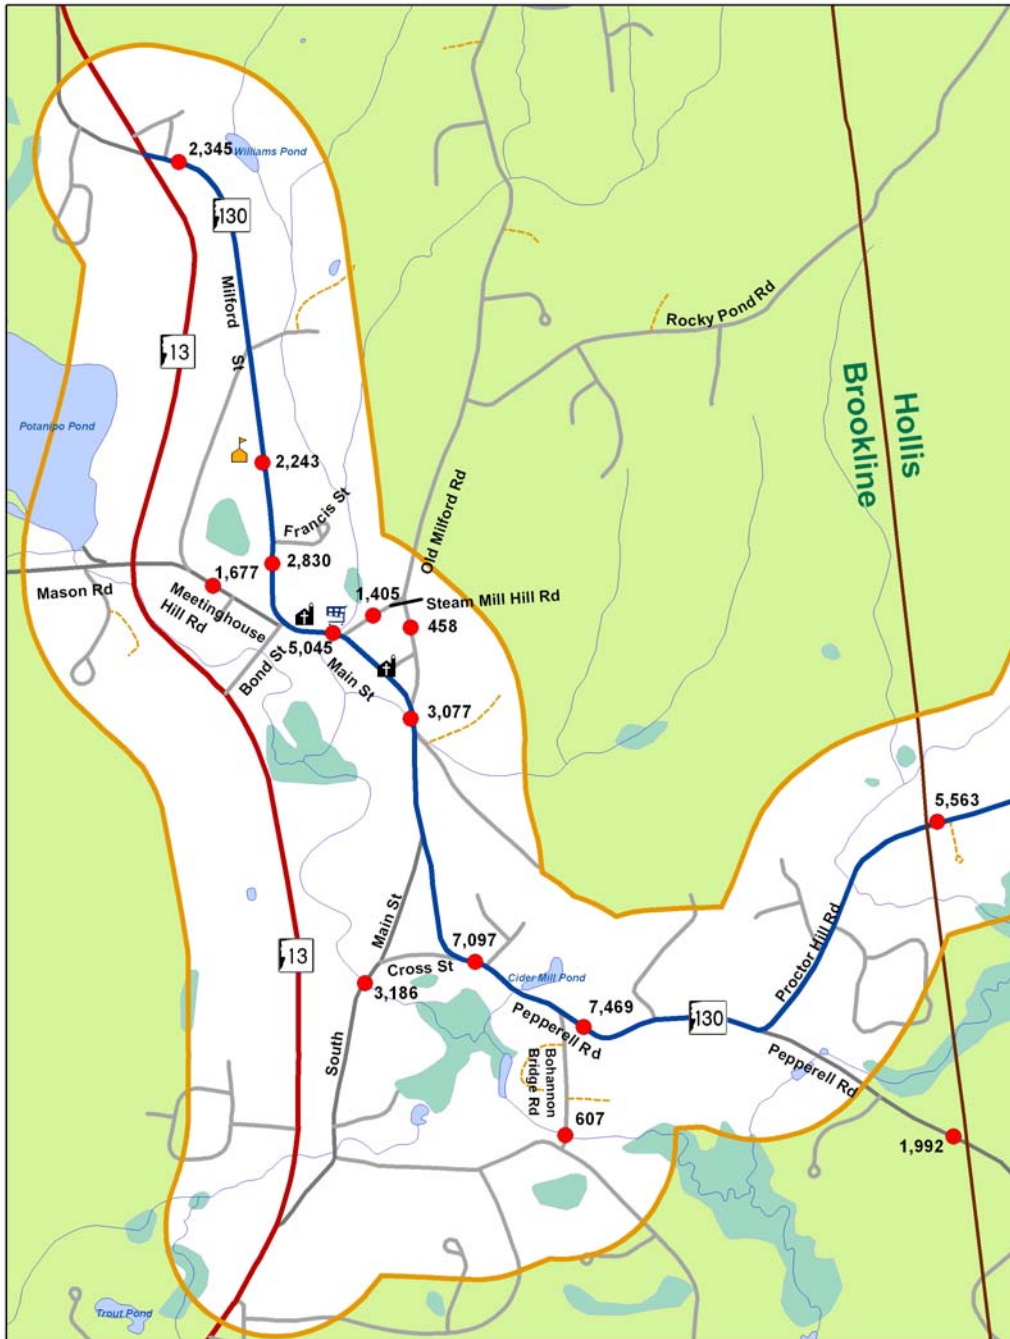 2,345
Williams Pond
130
Milford
St
13
Rocky Pond Rd
Hollis
Brookline
Potanipo Pond
2,243
Francis St
Old Milford Rd
2,830
Mason Rd
1,677
Meetinghouse
Hill Rd
1,405
Steam Mill Hill Rd
458
5,045
Bond St
Main St
3,077
5,563
Main St
7,097
Cross St
3,186
Cider Mill Pond
7,469
Pepperell Rd
130
Proctor Hill Rd
Pepperell Rd
13
South
Bohannon
Bridge Rd
607
1,992
Trout Pond